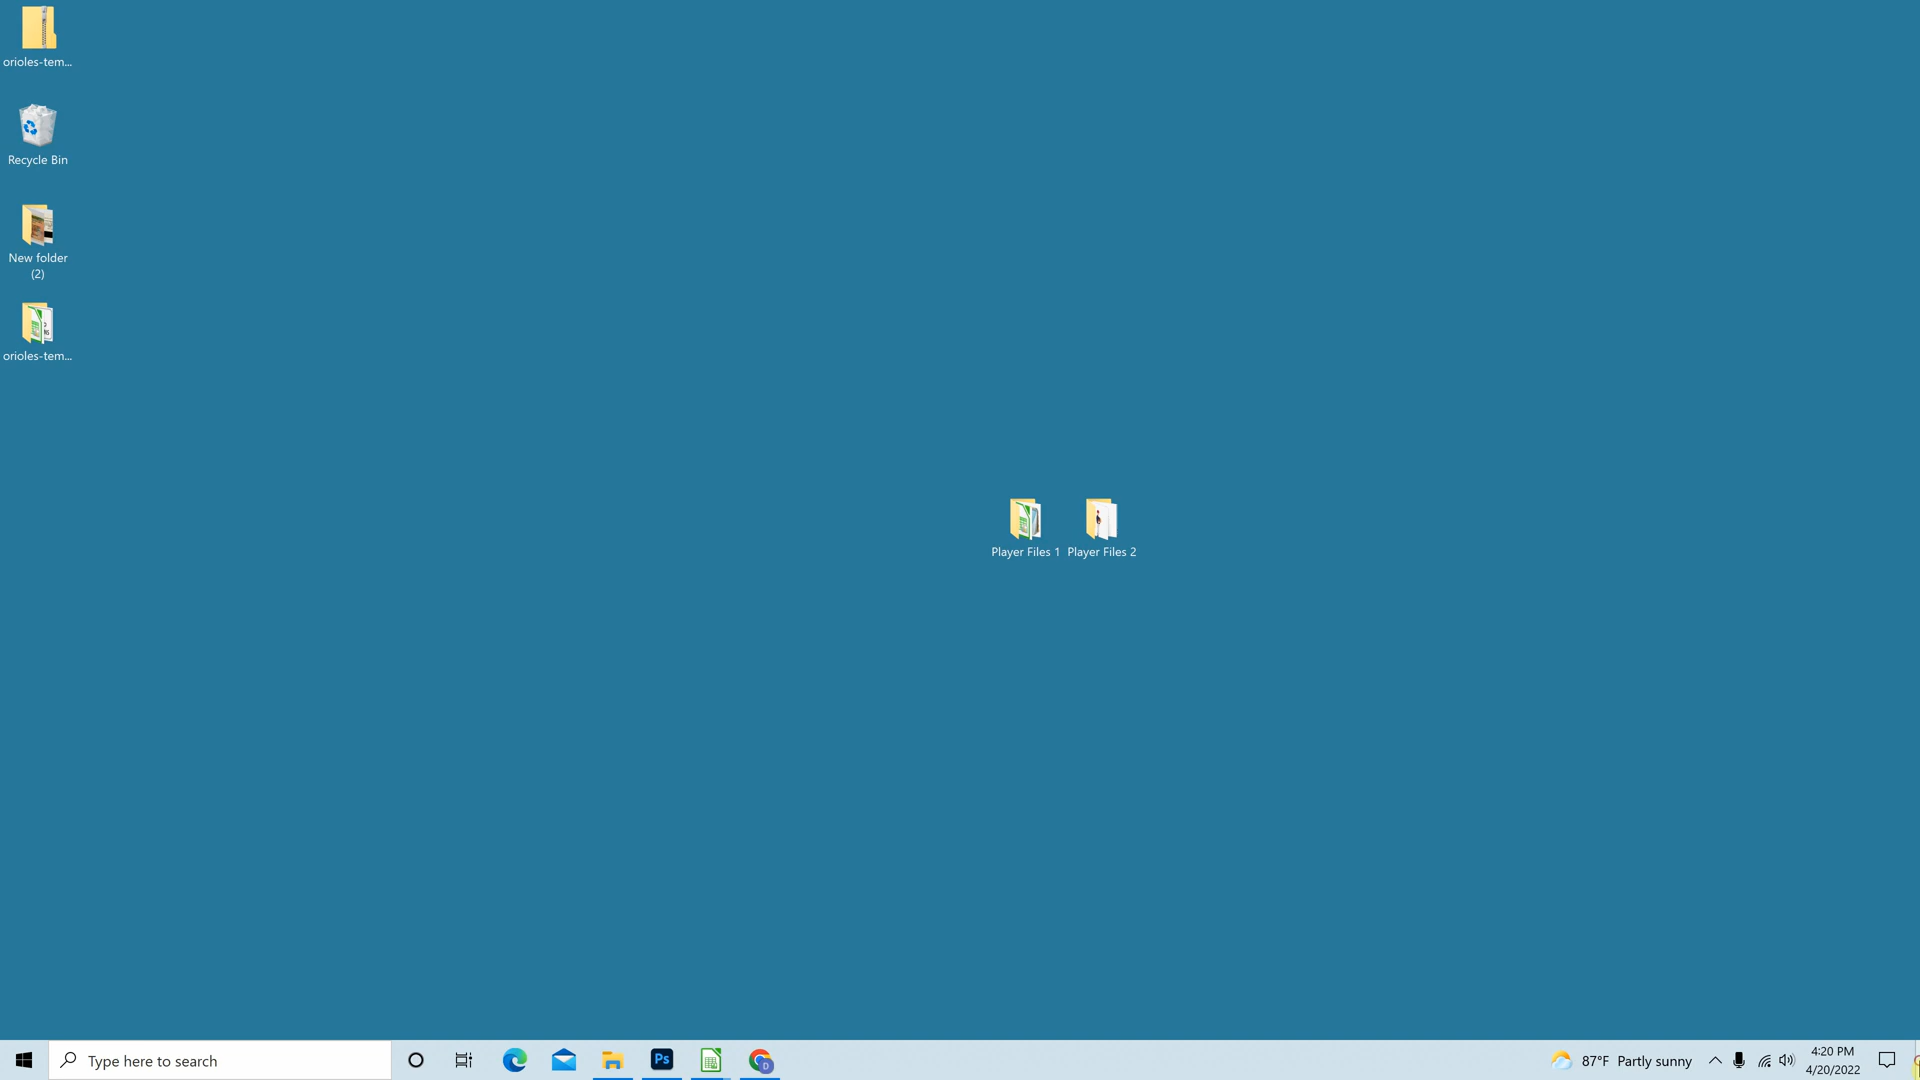 orioles-tem...
Recycle Bin
New folder
(2)
orioles-tem...
Player Files 1
Player Files 2
Type here to search
Ps
D
87°F Partly sunny
4:20 PM
4/20/2022